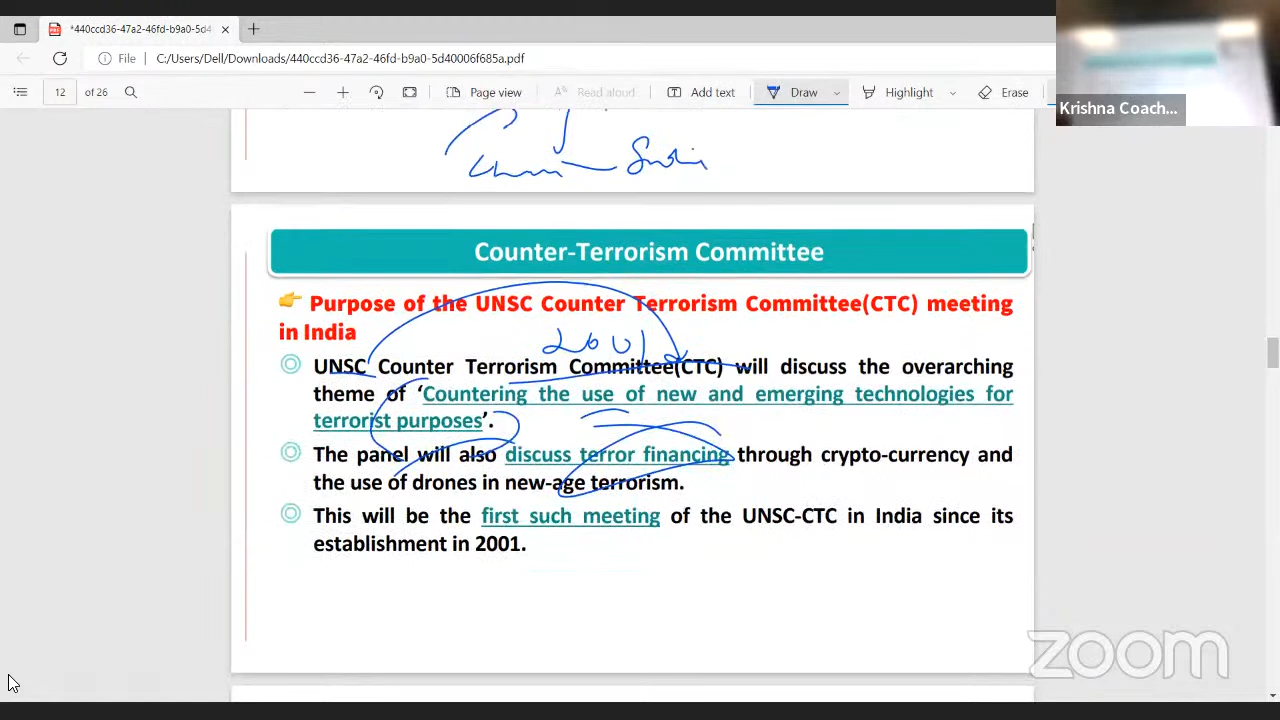 *440ccd36-47a2-46fd-b9a0-5d4
File C:/Users/Dell/Downloads/440ccd36-47a2-46fd-b9a0-5d40006f685a.pdf
12 of 26 Page view Read aloud Add text Draw Highlight Erase
Krishna Coach...
Counter-Terrorism Committee
Purpose of the UNSC Counter Terrorism Committee(CTC) meeting
in India
2001
UNSC Counter Terrorism Committee(CTC) will discuss the overarching
theme of ‘Countering the use of new and emerging technologies for
terrorist purposes’.
The panel will also discuss terror financing through crypto-currency and
the use of drones in new-age terrorism.
This will be the first such meeting of the UNSC-CTC in India since its
establishment in 2001.
zoom